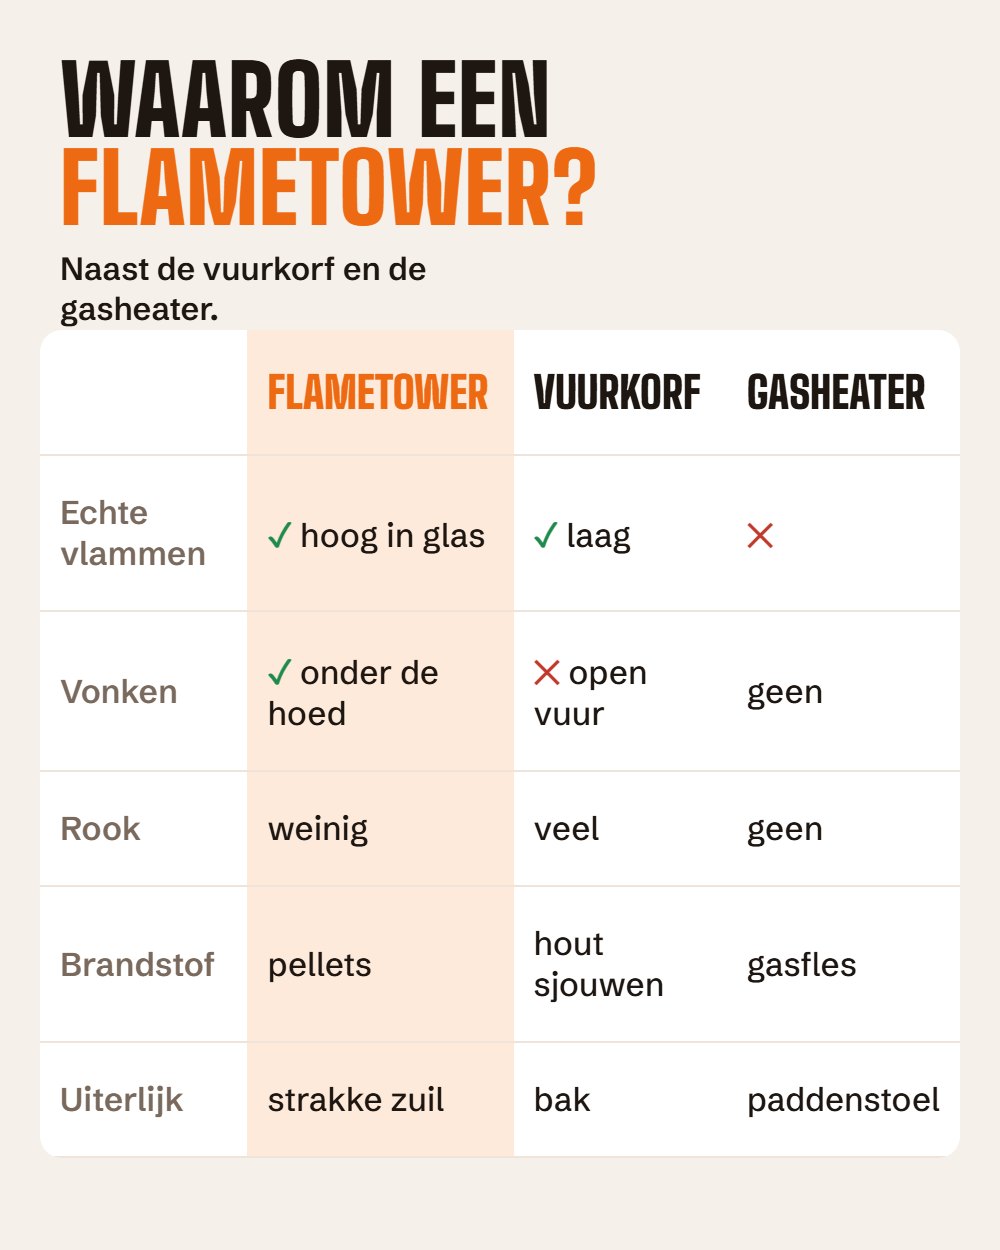 WAAROM EEN
FLAMETOWER?
Naast de vuurkorf en de
gasheater.
FLAMETOWER VUURKORF GASHEATER
Echte vlammen ✓ hoog in glas ✓ laag ✕
Vonken ✓ onder de hoed ✕ open vuur geen
Rook weinig veel geen
Brandstof pellets hout sjouwen gasfles
Uiterlijk strakke zuil bak paddenstoel